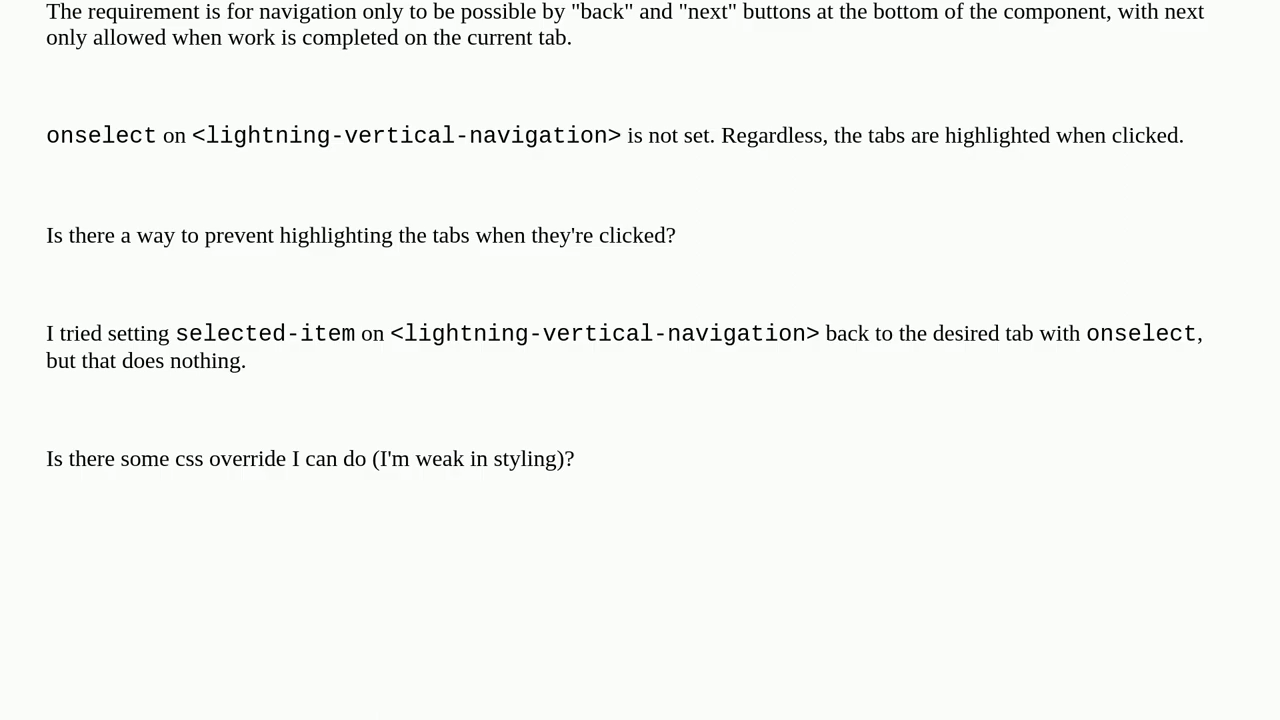 The requirement is for navigation only to be possible by "back" and "next" buttons at the bottom of the component, with next
only allowed when work is completed on the current tab.
onselect on <lightning-vertical-navigation> is not set. Regardless, the tabs are highlighted when clicked.
Is there a way to prevent highlighting the tabs when they're clicked?
I tried setting selected-item on <lightning-vertical-navigation> back to the desired tab with onselect,
but that does nothing.
Is there some css override I can do (I'm weak in styling)?